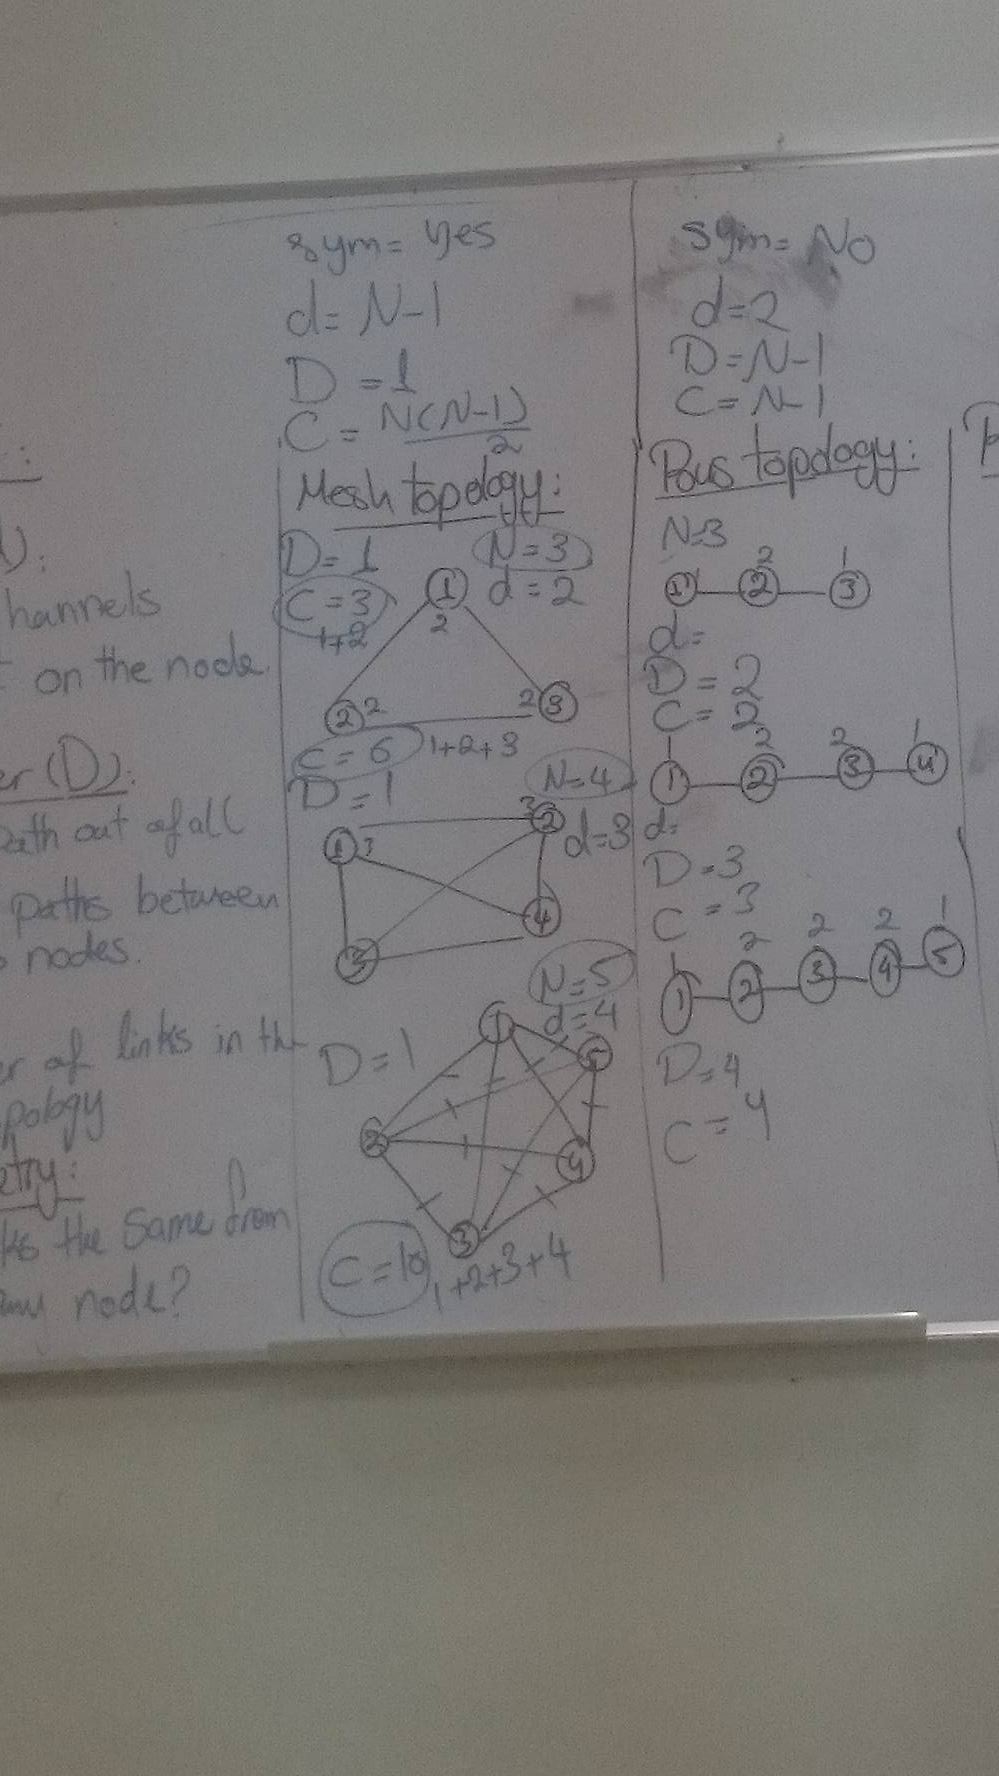 hannels
on the node.
er (D):
ath out of all
paths between
nodes.
er of links in th
pology
etry:
ks the same from
any node?
sym= Yes
d= N-1
D = 1
C = N(N-1)
2
Mesh topology:
D=1
N=3
C=3
d=2
1+2
1
2
2 2
2 3
C=6
1+2+3
D=1
N=4
3 2
d=3
1 3
4
3
N=5
d=4
D=1
1
5
2
4
3
C=10
1+2+3+4
sym= No
d=2
D=N-1
C=N-1
Bus topology:
N=3
1 2 1
1 2 3
d=
D=2
C=2
1 2 2 1
1 2 3 4
d=
D=3
C=3
1 2 2 2 1
1 2 3 4 5
D=4
C=4